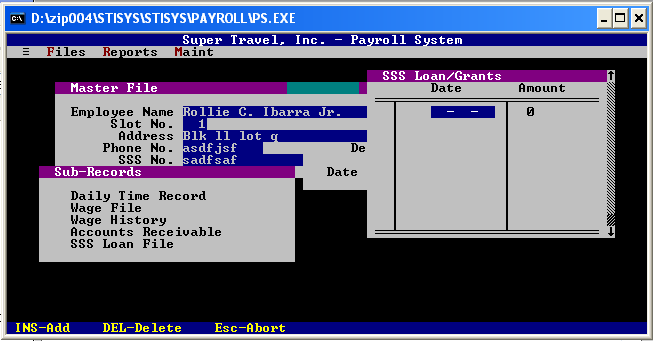 D:\zip004\STISYS\STISYS\PAYROLL\PS.EXE
Super Travel, Inc. - Payroll System
≡ Files Reports Maint
Master File
Employee Name Rollie C. Ibarra Jr.
Slot No. 1
Address Blk ll lot q
Phone No. asdfjsf De
SSS No. sadfsaf
Date
SSS Loan/Grants
Date Amount
- - 0
Sub-Records
Daily Time Record
Wage File
Wage History
Accounts Receivable
SSS Loan File
INS-Add DEL-Delete Esc-Abort